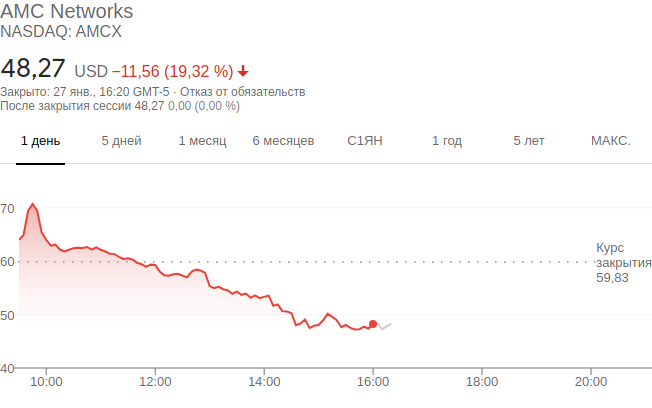 AMC Networks
NASDAQ: AMCX
48,27 USD −11,56 (19,32 %)
Закрыто: 27 янв., 16:20 GMT-5 · Отказ от обязательств
После закрытия сессии 48,27 0,00 (0,00 %)
1 день 5 дней 1 месяц 6 месяцев С1ЯН 1 год 5 лет МАКС.
70
60
50
40
Курс
закрытия
59,83
10:00 12:00 14:00 16:00 18:00 20:00